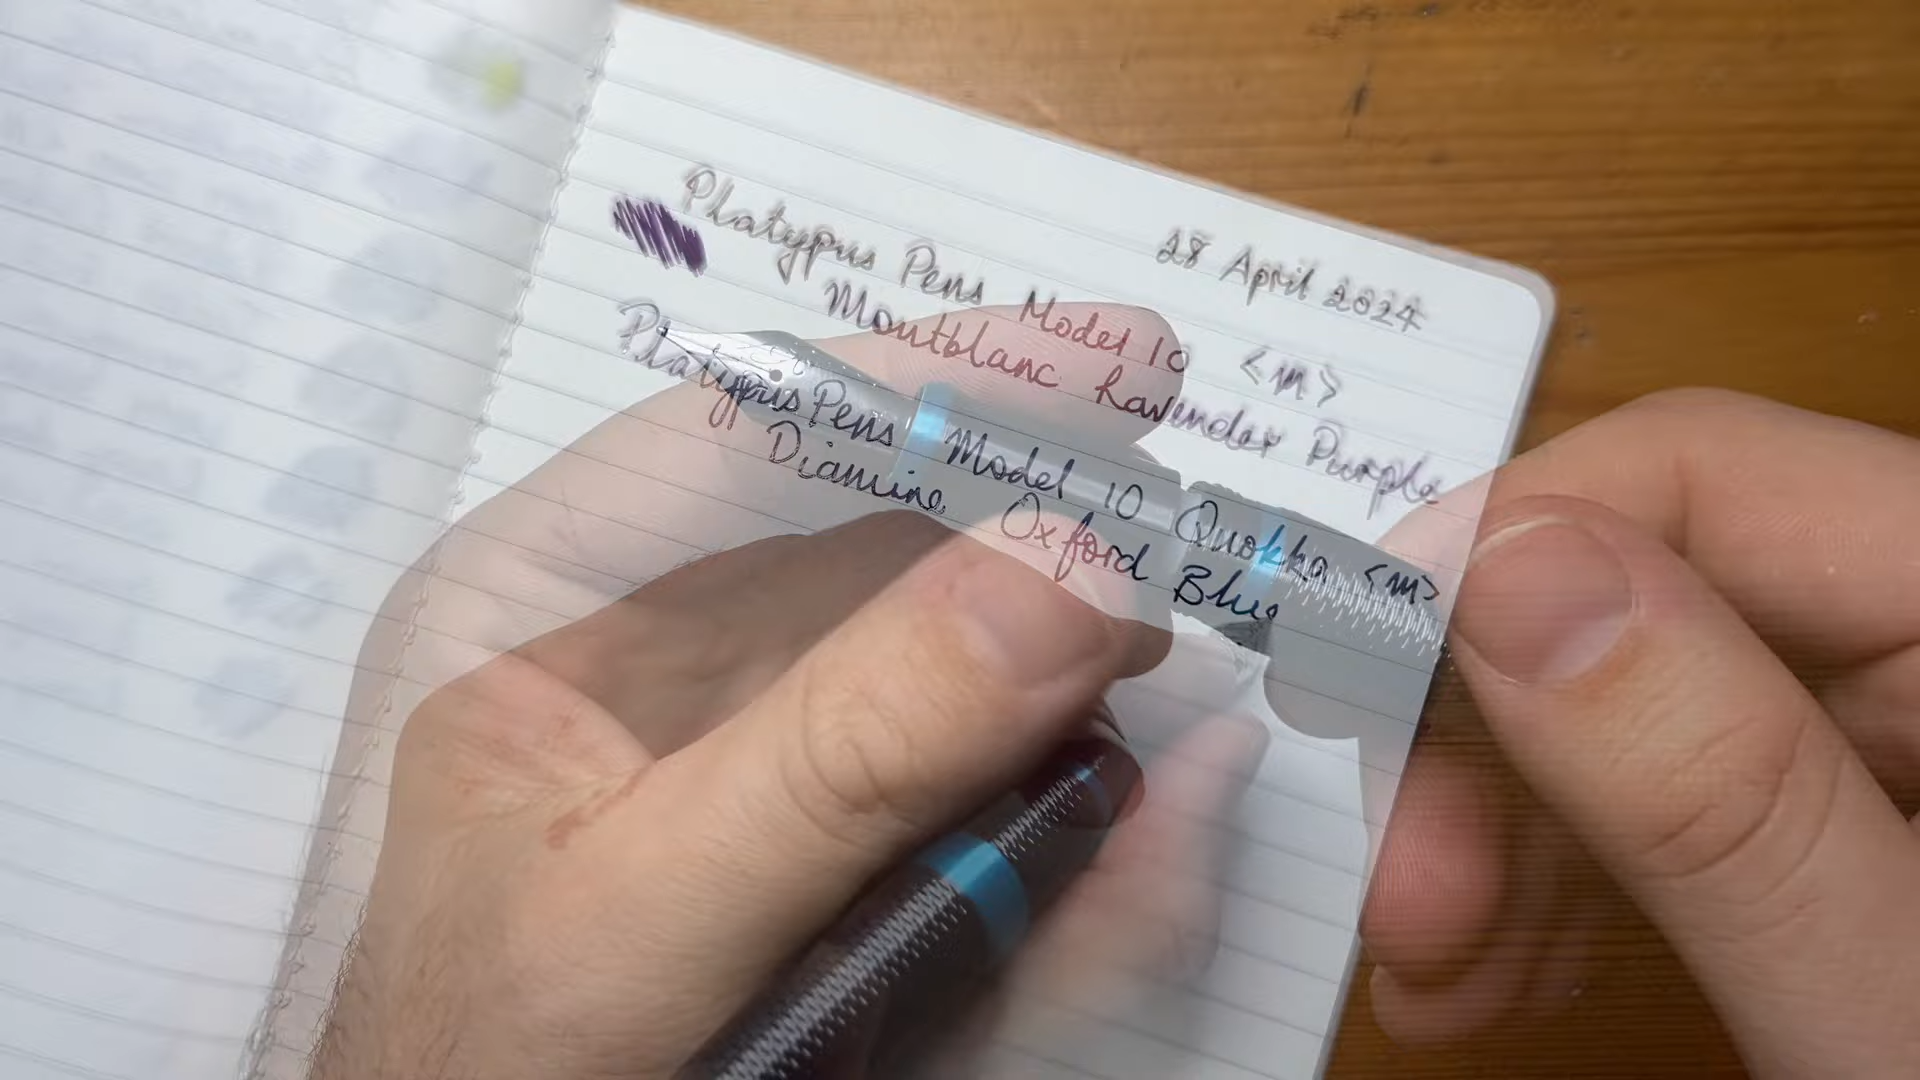 28 April 2024
Platypus Pens Model 10 <m>
Montblanc Lavender Purple
Platypus Pens Model 10 Quokka <m>
Diamine Oxford Blue